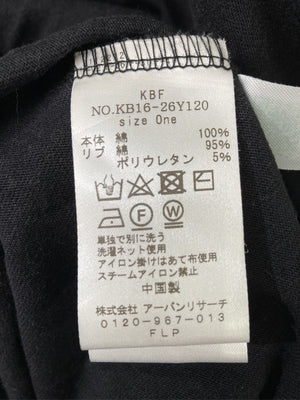 KBF
NO.KB16-26Y120
size One
本体 綿 100%
リブ 綿 95%
ポリウレタン 5%
F W
単独で別に洗う
洗濯ネット使用
アイロン掛けはあて布使用
スチームアイロン禁止
中国製
株式会社 アーバンリサーチ
0120-967-013
FLP